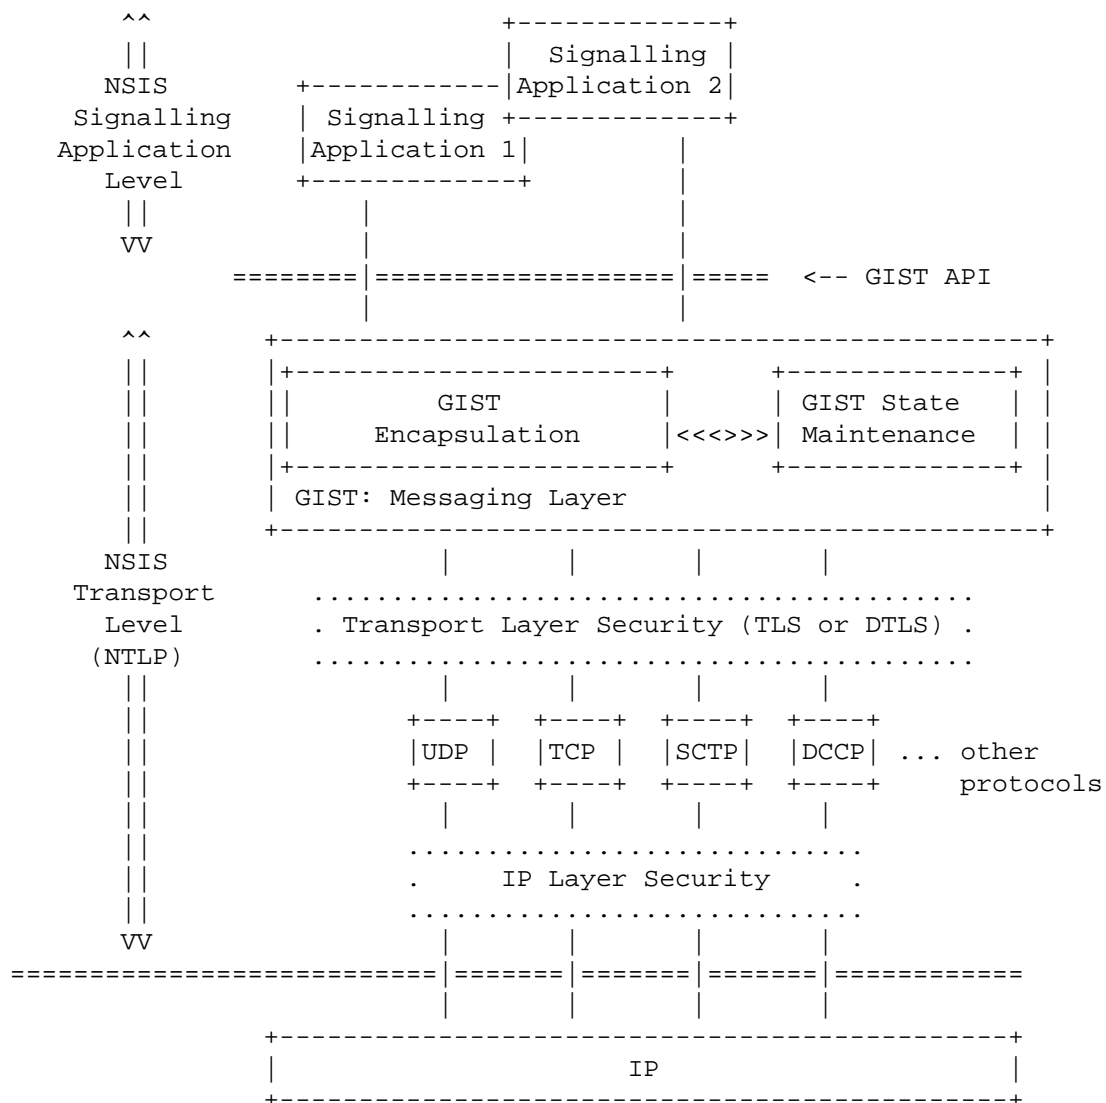 Signalling
NSIS Application 2
Signalling Signalling
Application Application 1
Level
<-- GIST API
GIST GIST State
Encapsulation <<<>>> Maintenance
GIST: Messaging Layer
NSIS
Transport
Level Transport Layer Security (TLS or DTLS)
(NTLP)
UDP TCP SCTP DCCP ... other
protocols
IP Layer Security
IP